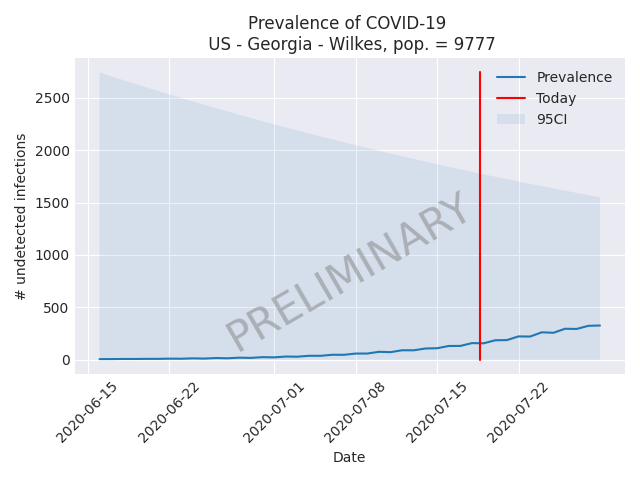 Prevalence of COVID-19
US - Georgia - Wilkes, pop. = 9777
Prevalence
Today
95CI
2500
2000
1500
1000
500
0
# undetected infections
PRELIMINARY
2020-06-15
2020-06-22
2020-07-01
2020-07-08
2020-07-15
2020-07-22
Date